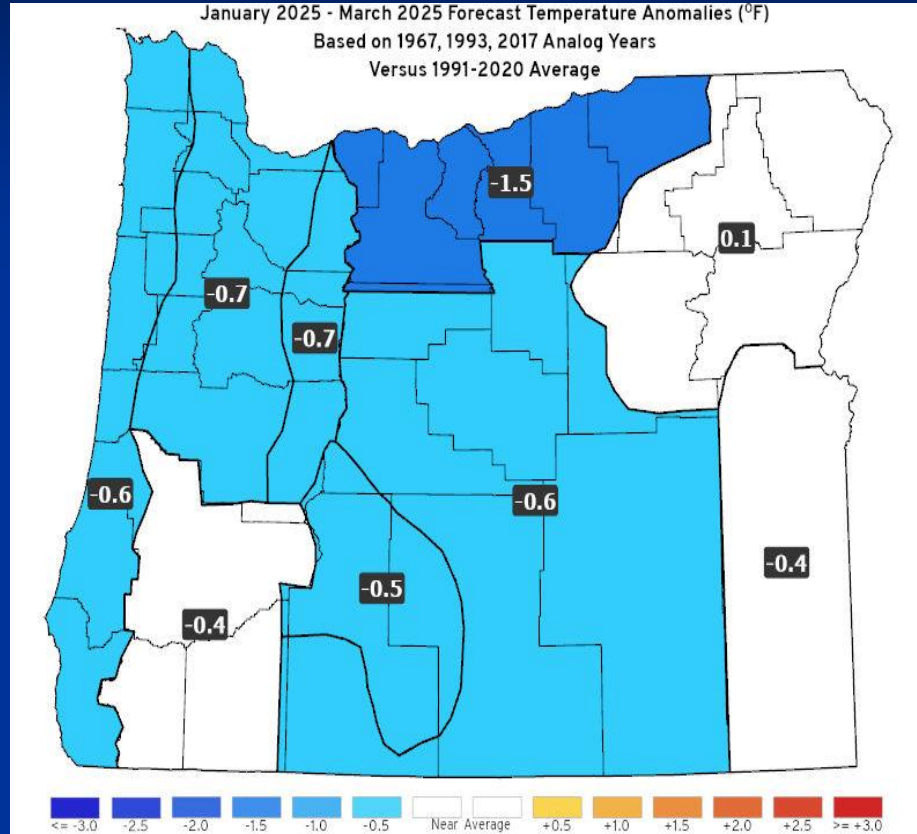 January 2025 - March 2025 Forecast Temperature Anomalies (⁰F)
Based on 1967, 1993, 2017 Analog Years
Versus 1991-2020 Average
-1.5
0.1
-0.7
-0.7
-0.6
-0.6
-0.4
-0.5
-0.4
<= -3.0 -2.5 -2.0 -1.5 -1.0 -0.5 Near Average +0.5 +1.0 +1.5 +2.0 +2.5 >= +3.0